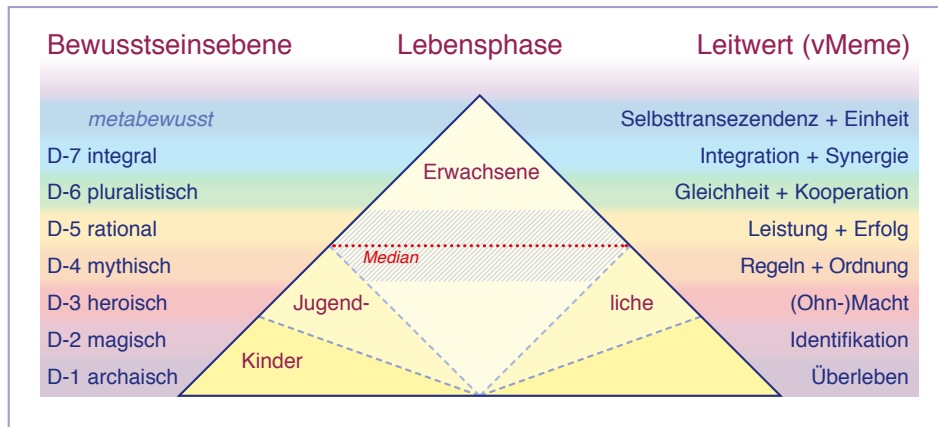 Bewusstseinsebene Lebensphase Leitwert (vMeme)
metabewusst Selbsttransezendenz + Einheit
D-7 integral Integration + Synergie
Erwachsene
D-6 pluralistisch Gleichheit + Kooperation
D-5 rational Leistung + Erfolg
Median
D-4 mythisch Regeln + Ordnung
D-3 heroisch Jugend- liche (Ohn-)Macht
D-2 magisch Identifikation
Kinder
D-1 archaisch Überleben